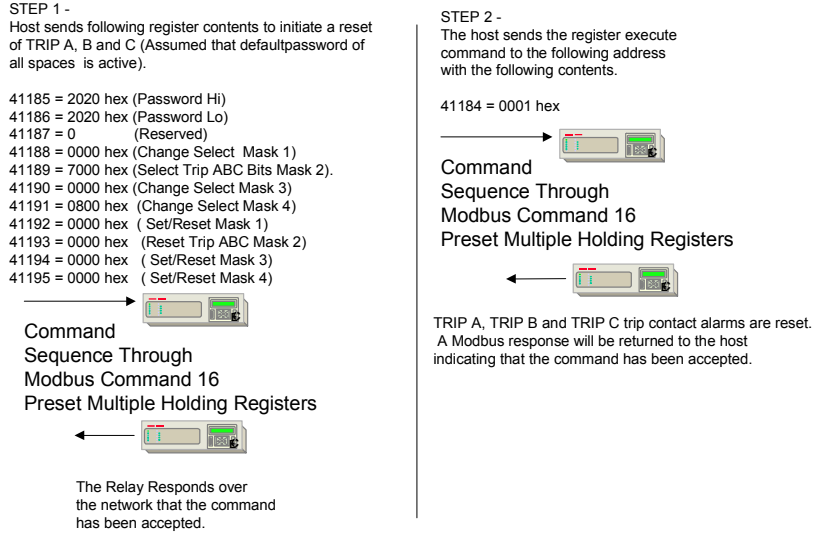 STEP 1 -
Host sends following register contents to initiate a reset
of TRIP A, B and C (Assumed that defaultpassword of
all spaces is active).
41185 = 2020 hex (Password Hi)
41186 = 2020 hex (Password Lo)
41187 = 0 (Reserved)
41188 = 0000 hex (Change Select Mask 1)
41189 = 7000 hex (Select Trip ABC Bits Mask 2).
41190 = 0000 hex (Change Select Mask 3)
41191 = 0800 hex (Change Select Mask 4)
41192 = 0000 hex ( Set/Reset Mask 1)
41193 = 0000 hex (Reset Trip ABC Mask 2)
41194 = 0000 hex ( Set/Reset Mask 3)
41195 = 0000 hex ( Set/Reset Mask 4)
Command
Sequence Through
Modbus Command 16
Preset Multiple Holding Registers
The Relay Responds over
the network that the command
has been accepted.
STEP 2 -
The host sends the register execute
command to the following address
with the following contents.
41184 = 0001 hex
Command
Sequence Through
Modbus Command 16
Preset Multiple Holding Registers
TRIP A, TRIP B and TRIP C trip contact alarms are reset.
A Modbus response will be returned to the host
indicating that the command has been accepted.